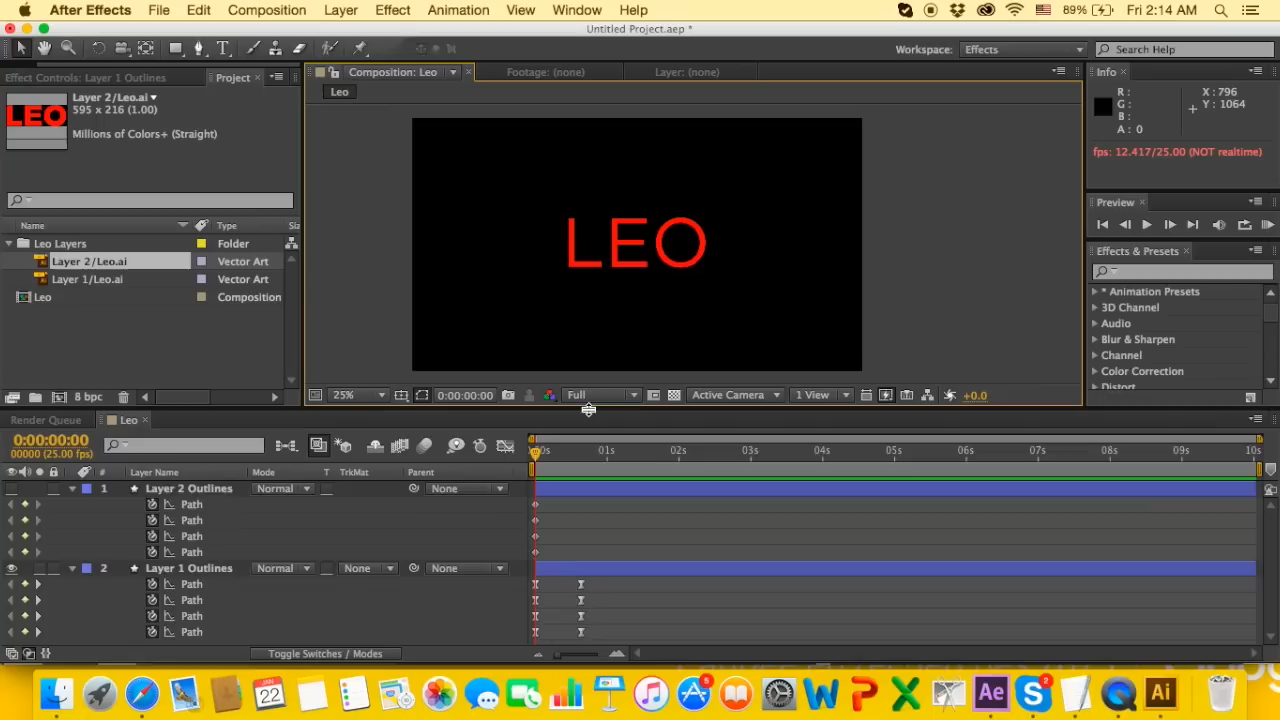 After Effects File Edit Composition Layer Effect Animation View Window Help 89% Fri 2:14 AM
Untitled Project.aep *
Workspace: Effects Search Help
Effect Controls: Layer 1 Outlines Project
Composition: Leo Footage: (none) Layer: (none)
Info
Layer 2/Leo.ai
595 x 216 (1.00)
Millions of Colors+ (Straight)
LEO
Leo
LEO
R :
G :
B :
A : 0
X : 796
Y : 1064
fps: 12.417/25.00 (NOT realtime)
Preview
Effects & Presets
* Animation Presets
3D Channel
Audio
Blur & Sharpen
Channel
Color Correction
Distort
Name Type Siz
Leo Layers Folder
Layer 2/Leo.ai Vector Art
Layer 1/Leo.ai Vector Art
Leo Composition
8 bpc
25% 0:00:00:00 Full Active Camera 1 View +0.0
Render Queue Leo
0:00:00:00
00000 (25.00 fps)
:00s 01s 02s 03s 04s 05s 06s 07s 08s 09s 10s
# Layer Name Mode T TrkMat Parent
1 Layer 2 Outlines Normal None
Path
Path
Path
Path
2 Layer 1 Outlines Normal None None
Path
Path
Path
Path
Toggle Switches / Modes
JAN
22
5
Ae
2
Ai